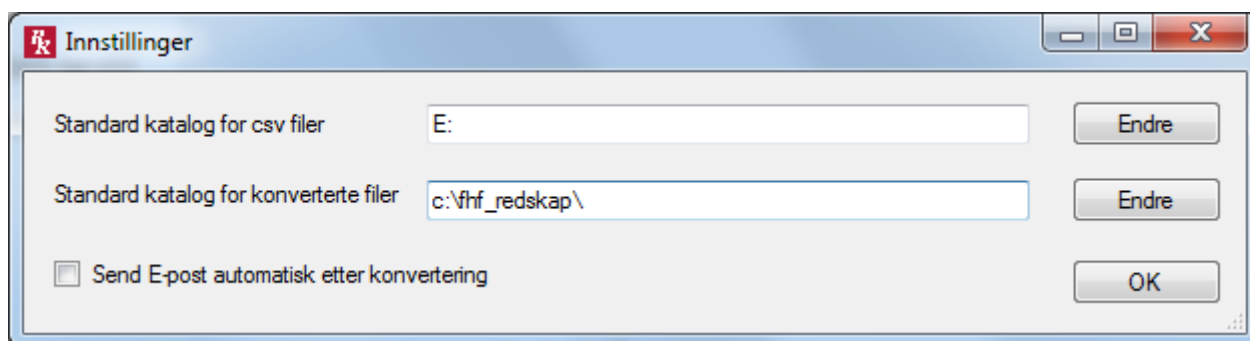 Innstillinger
Standard katalog for csv filer E: Endre
Standard katalog for konverterte filer c:\fhf_redskap\ Endre
Send E-post automatisk etter konvertering OK